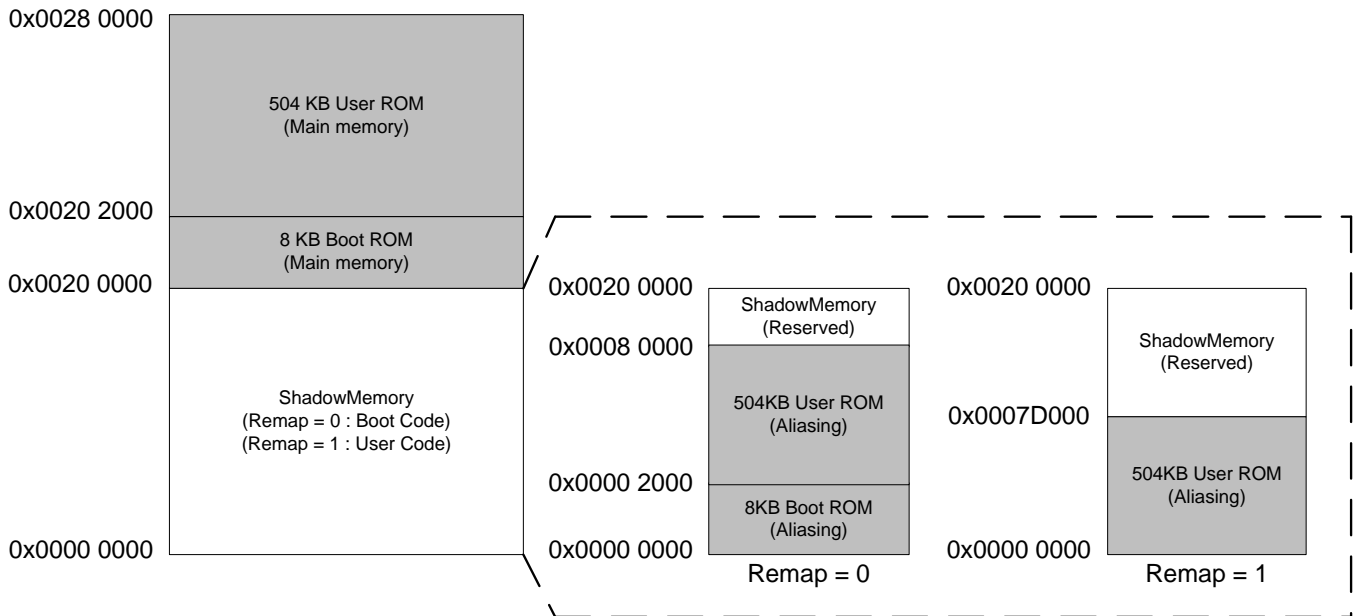 0x0028 0000
504 KB User ROM
(Main memory)
0x0020 2000
8 KB Boot ROM
(Main memory)
0x0020 0000
ShadowMemory
(Remap = 0 : Boot Code)
(Remap = 1 : User Code)
0x0000 0000
0x0020 0000
ShadowMemory
(Reserved)
0x0008 0000
504KB User ROM
(Aliasing)
0x0000 2000
8KB Boot ROM
(Aliasing)
0x0000 0000
Remap = 0
0x0020 0000
ShadowMemory
(Reserved)
0x0007D000
504KB User ROM
(Aliasing)
0x0000 0000
Remap = 1